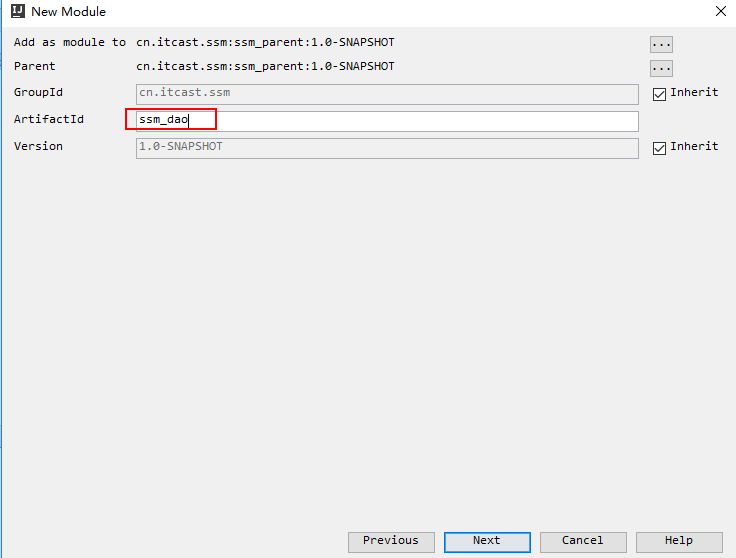 IJ New Module
Add as module to cn.itcast.ssm:ssm_parent:1.0-SNAPSHOT ...
Parent cn.itcast.ssm:ssm_parent:1.0-SNAPSHOT ...
GroupId cn.itcast.ssm Inherit
ArtifactId ssm_dao
Version 1.0-SNAPSHOT Inherit
Previous Next Cancel Help